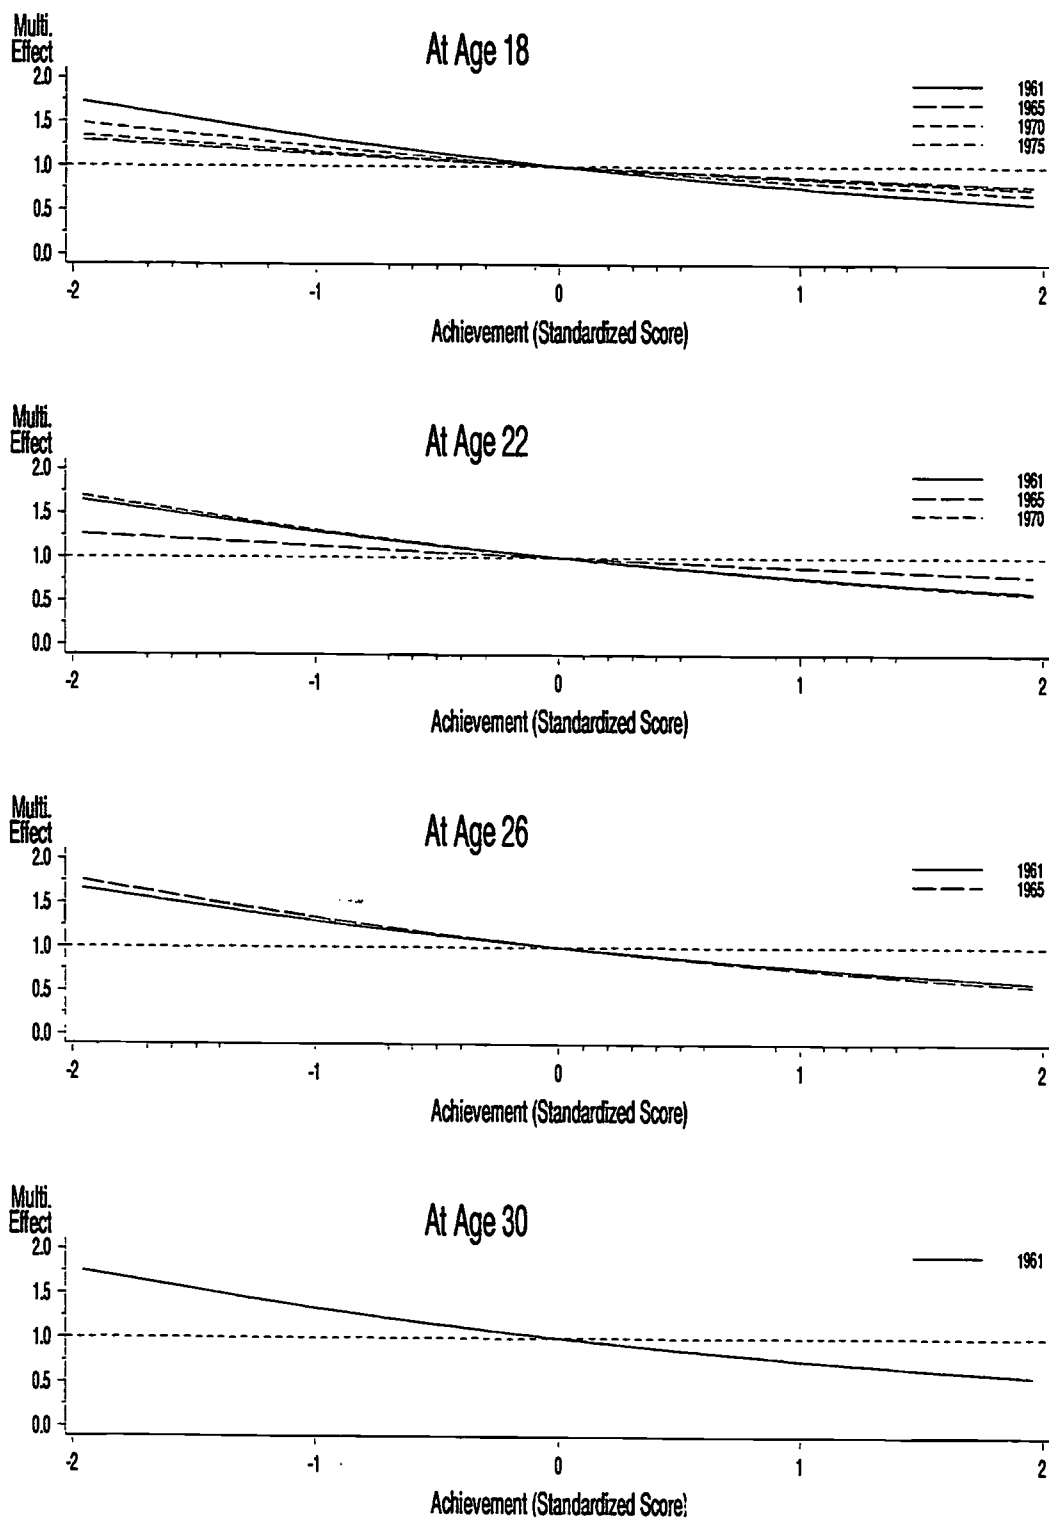 Multi.
Effect
At Age 18
2.0
1.5
1.0
0.5
0.0
1961
1965
1970
1975
-2 -1 0 1 2
Achievement (Standardized Score)
Multi.
Effect
At Age 22
2.0
1.5
1.0
0.5
0.0
1961
1965
1970
-2 -1 0 1 2
Achievement (Standardized Score)
Multi.
Effect
At Age 26
2.0
1.5
1.0
0.5
0.0
1961
1965
-2 -1 0 1 2
Achievement (Standardized Score)
Multi.
Effect
At Age 30
2.0
1.5
1.0
0.5
0.0
1961
-2 -1 0 1 2
Achievement (Standardized Score)